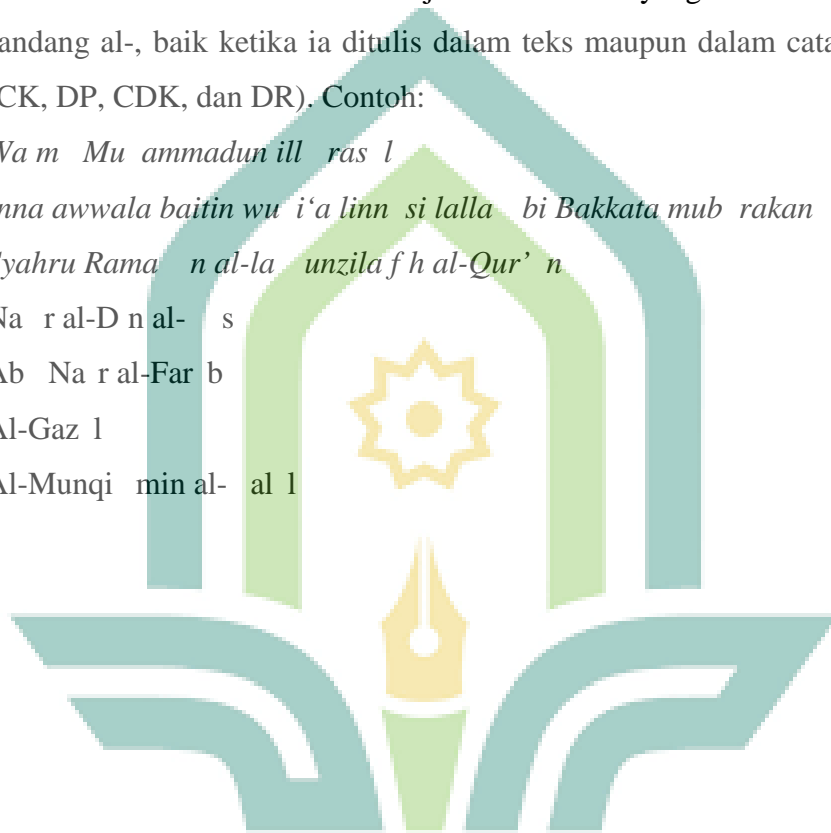 andang al-, baik ketika ia ditulis dalam teks maupun dalam cata
CK, DP, CDK, dan DR). Contoh:
Wa m Mu ammadun ill ras l
nna awwala baitin wu i‘a linn si lalla bi Bakkata mub rakan
yahru Rama n al-la unzila f h al-Qur’ n
Na r al-D n al- s
Ab Na r al-Far b
Al-Gaz l
Al-Munqi min al- al l